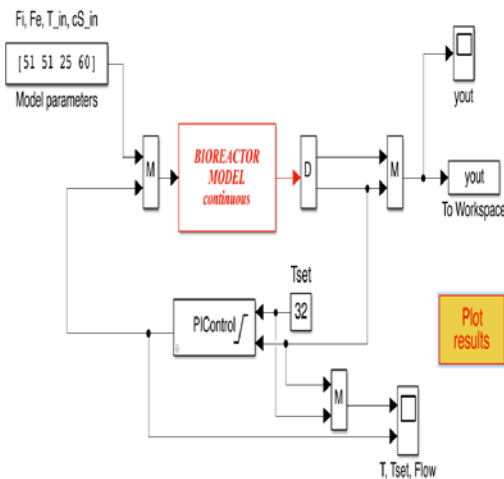 Fi, Fe, T_in, cS_in
[51 51 25 60]
Model parameters
M
BIOREACTOR
MODEL
continuous
D
M
yout
yout
To Workspace
Tset
32
PIControl
Plot
results
M
T, Tset, Flow